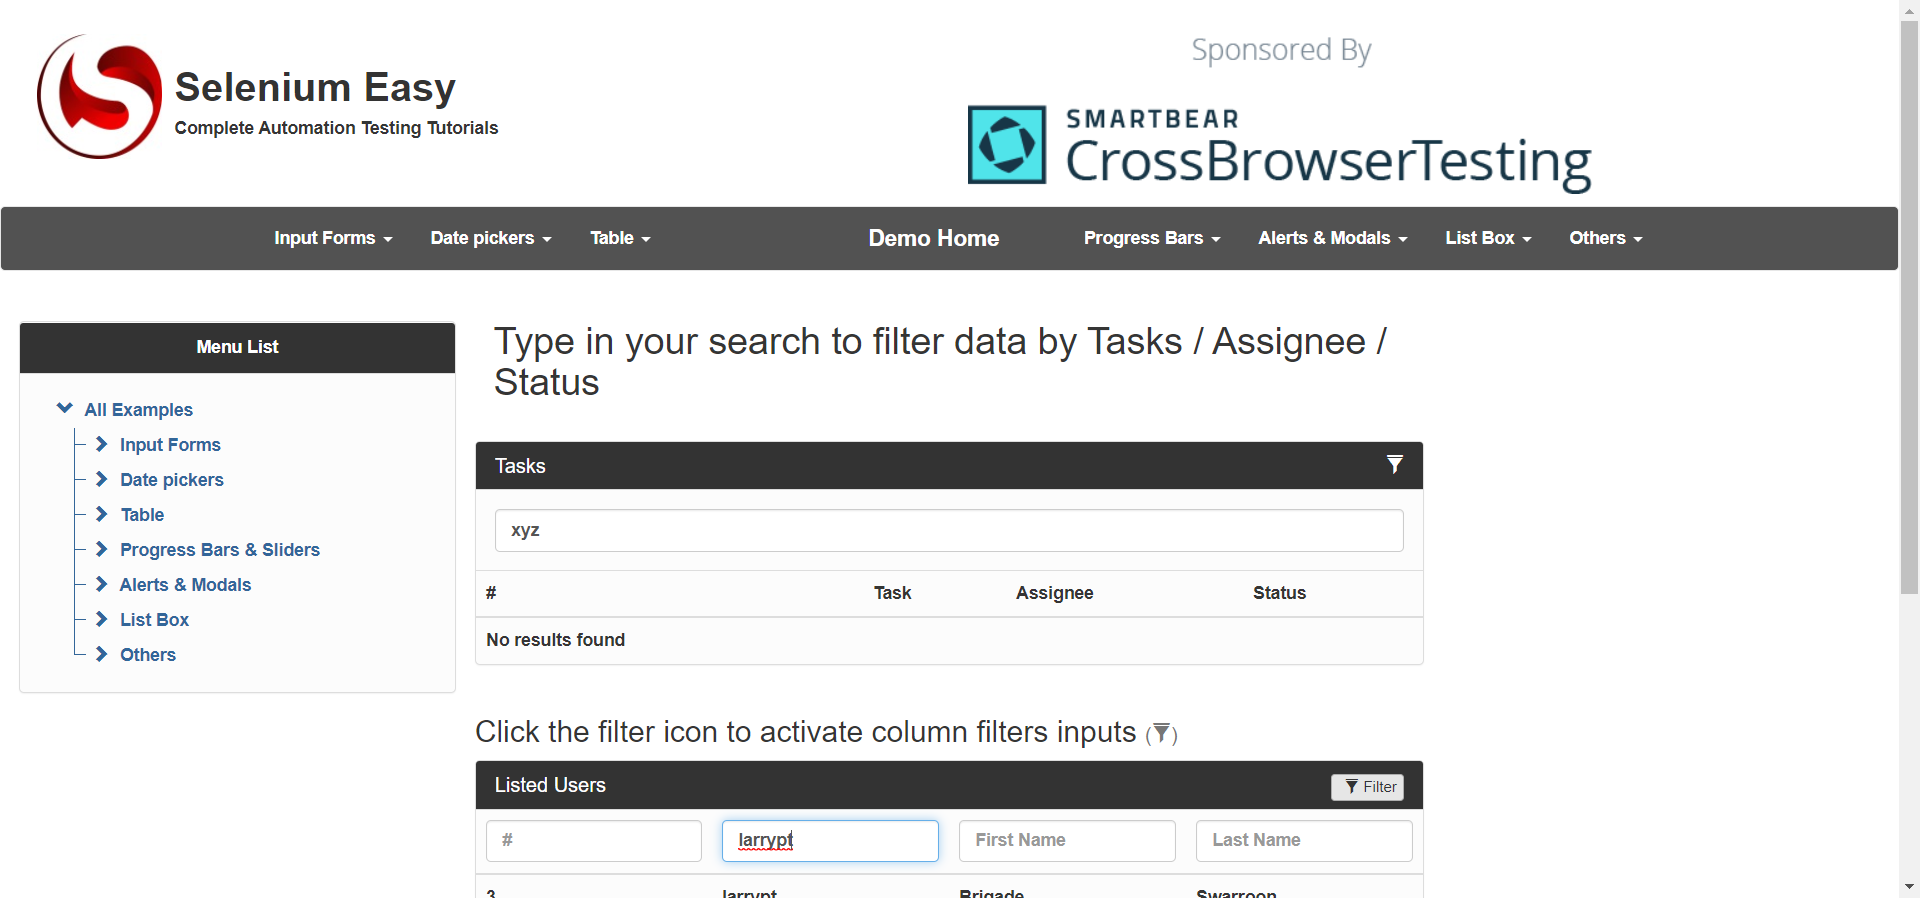 Selenium Easy
Complete Automation Testing Tutorials
Sponsored By
SMARTBEAR
CrossBrowserTesting
Input Forms Date pickers Table Demo Home Progress Bars Alerts & Modals List Box Others
Menu List
All Examples
Input Forms
Date pickers
Table
Progress Bars & Sliders
Alerts & Modals
List Box
Others
Type in your search to filter data by Tasks / Assignee /
Status
Tasks
xyz
# Task Assignee Status
No results found
Click the filter icon to activate column filters inputs ( )
Listed Users Filter
# larrypt First Name Last Name
3 larrypt Brigade Swarroon